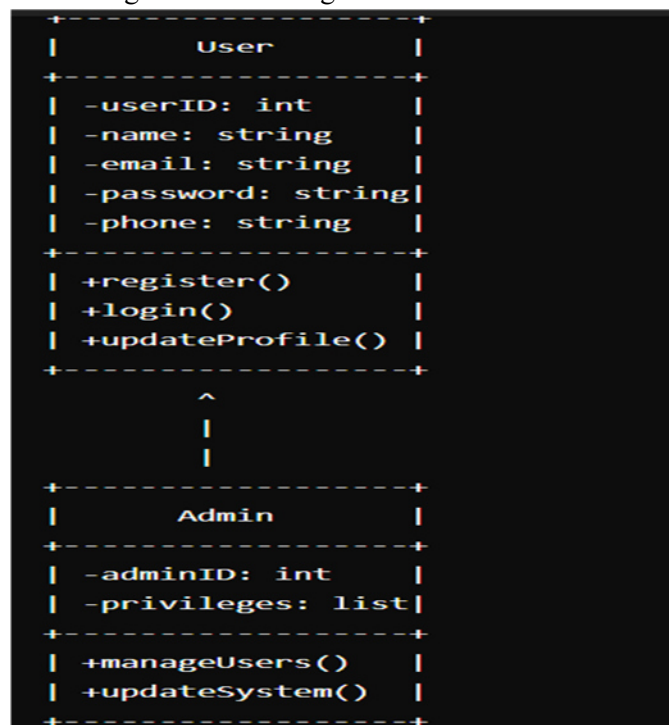 +------------------+
|       User       |
+------------------+
| -userID: int     |
| -name: string    |
| -email: string   |
| -password: string|
| -phone: string   |
+------------------+
| +register()      |
| +login()         |
| +updateProfile() |
+------------------+
        ^
        |
        |
+------------------+
|      Admin       |
+------------------+
| -adminID: int    |
| -privileges: list|
+------------------+
| +manageUsers()   |
| +updateSystem()  |
+------------------+